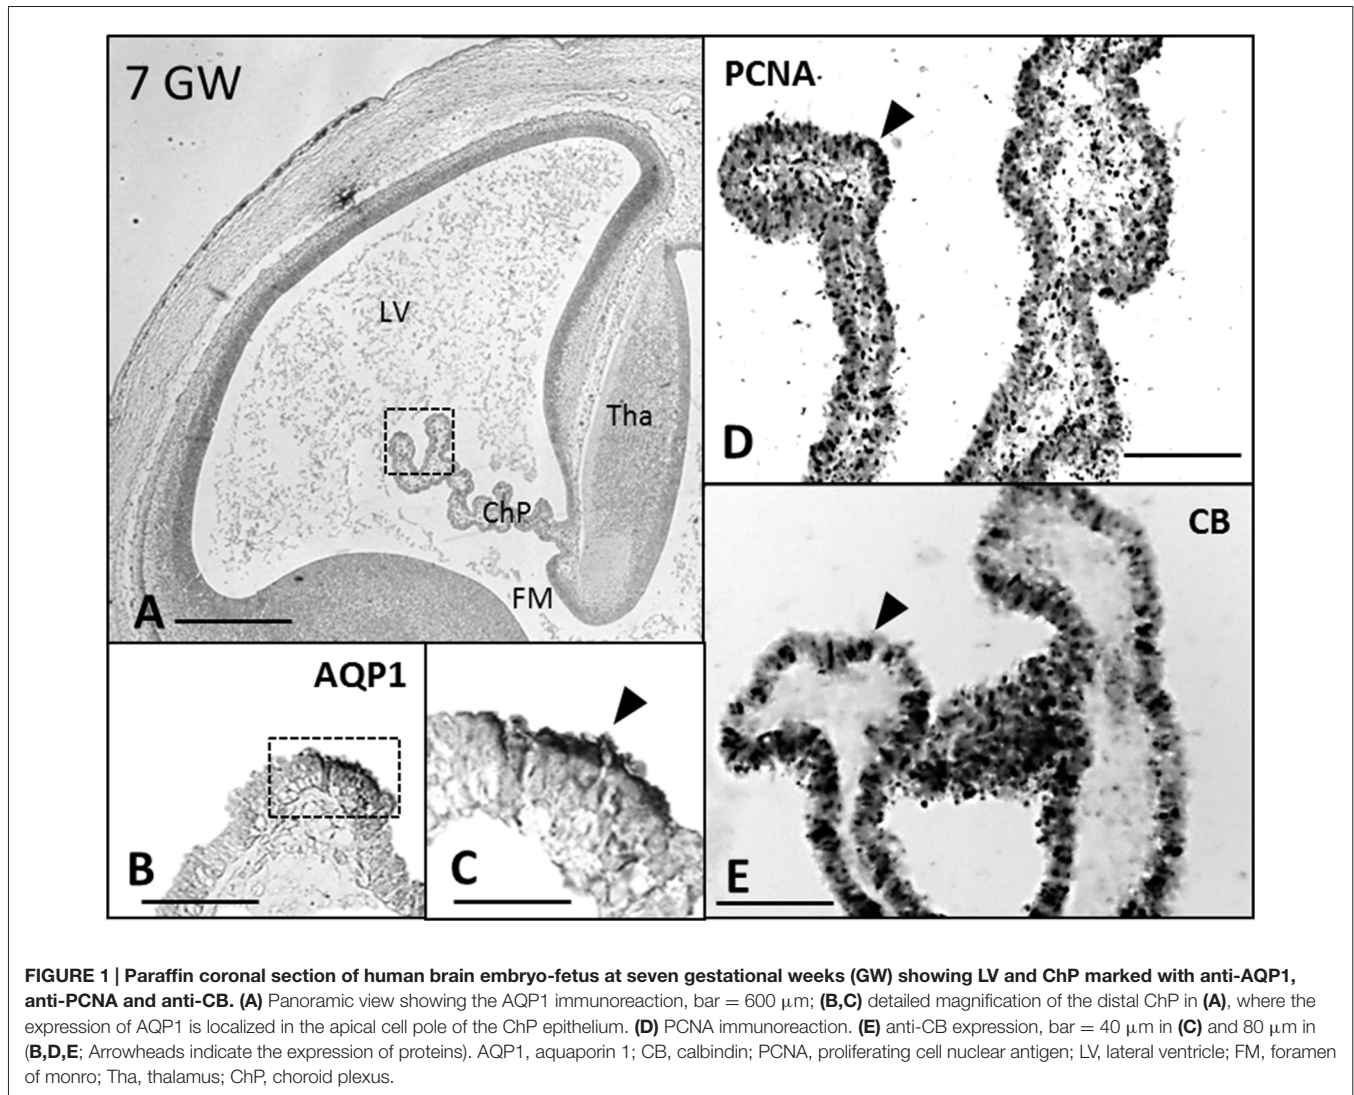 7 GW
LV
Tha
ChP
FM
A
PCNA
D
AQP1
B
C
CB
E
FIGURE 1 | Paraffin coronal section of human brain embryo-fetus at seven gestational weeks (GW) showing LV and ChP marked with anti-AQP1,
anti-PCNA and anti-CB. (A) Panoramic view showing the AQP1 immunoreaction, bar = 600 μm; (B,C) detailed magnification of the distal ChP in (A), where the
expression of AQP1 is localized in the apical cell pole of the ChP epithelium. (D) PCNA immunoreaction. (E) anti-CB expression, bar = 40 μm in (C) and 80 μm in
(B,D,E; Arrowheads indicate the expression of proteins). AQP1, aquaporin 1; CB, calbindin; PCNA, proliferating cell nuclear antigen; LV, lateral ventricle; FM, foramen
of monro; Tha, thalamus; ChP, choroid plexus.